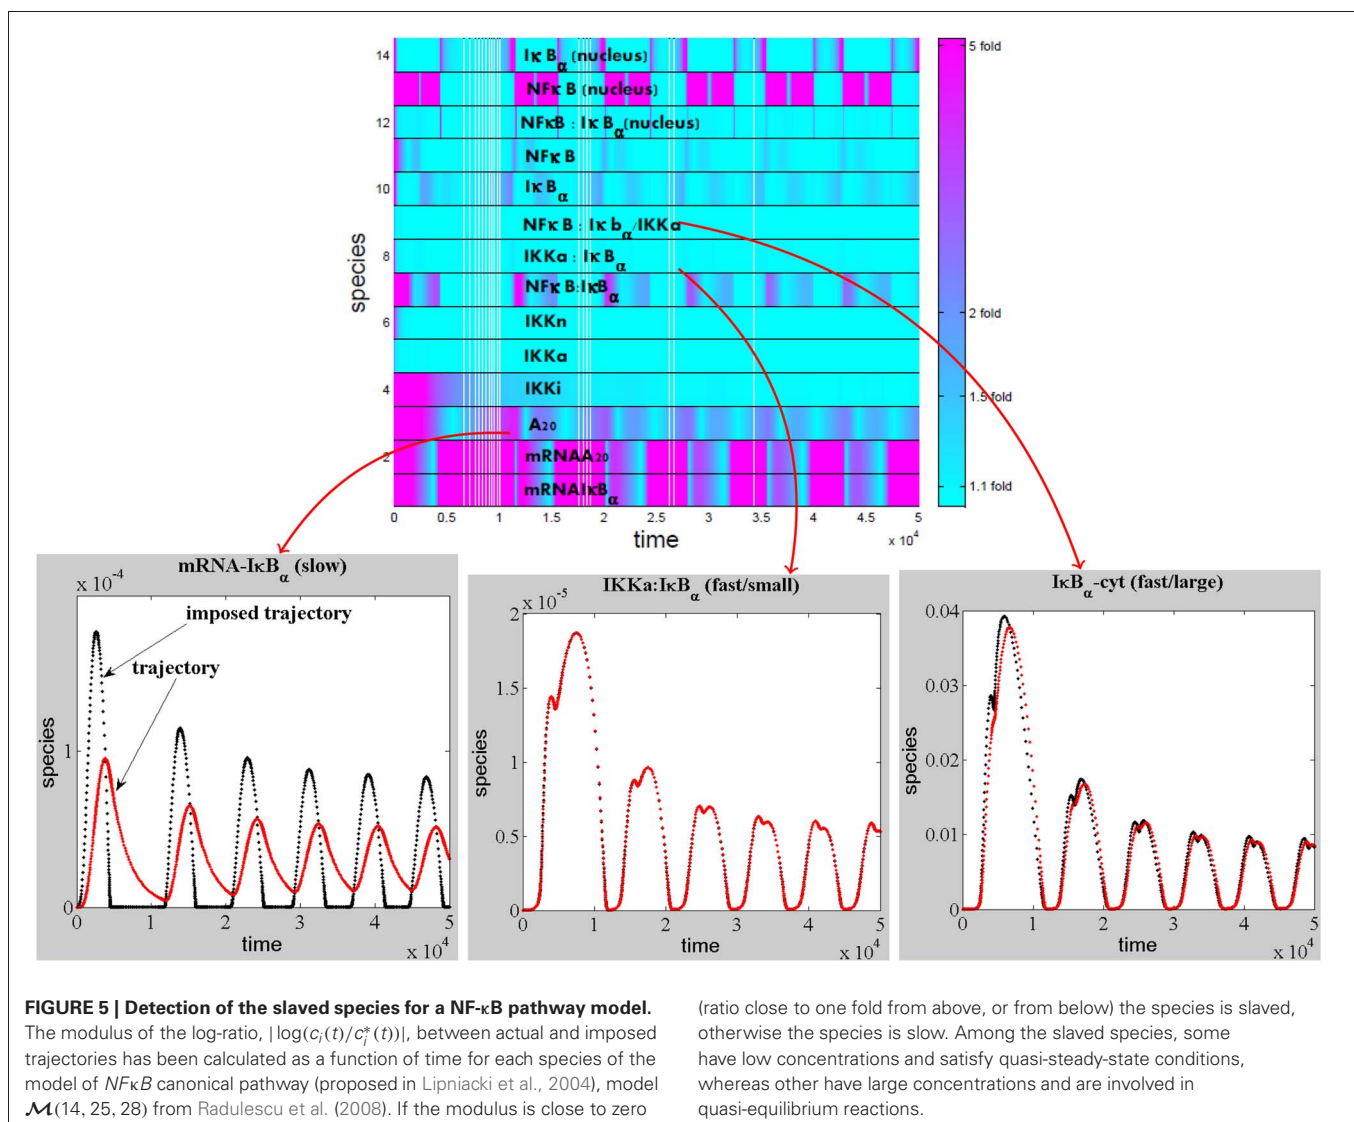 14
12
10
8
6
4
2
species
IκBα (nucleus)
NFκB (nucleus)
NFκB : IκBα(nucleus)
NFκB
IκBα
NFκB : Iκbα/IKKa
IKKa : IκBα
NFκB:IκBα
IKKn
IKKa
IKKi
A20
mRNAA20
mRNAIκBα
0 0.5 1 1.5 2 2.5 3 3.5 4 4.5 5
time
x 10^4
5 fold
2 fold
1.5 fold
1.1 fold
mRNA-IκBα (slow)
x 10^-4
imposed trajectory
trajectory
1
0
species
0 1 2 3 4 5
time
x 10^4
IKKa:IκBα (fast/small)
x 10^-5
2
1.5
1
0.5
0
species
0 1 2 3 4 5
time
x 10^4
IκBα-cyt (fast/large)
0.04
0.03
0.02
0.01
0
species
0 1 2 3 4 5
time
x 10^4
FIGURE 5 | Detection of the slaved species for a NF-κB pathway model.
The modulus of the log-ratio, |log(ci(t)/ci*(t))|, between actual and imposed
trajectories has been calculated as a function of time for each species of the
model of NFκB canonical pathway (proposed in Lipniacki et al., 2004), model
𝓜(14, 25, 28) from Radulescu et al. (2008). If the modulus is close to zero
(ratio close to one fold from above, or from below) the species is slaved,
otherwise the species is slow. Among the slaved species, some
have low concentrations and satisfy quasi-steady-state conditions,
whereas other have large concentrations and are involved in
quasi-equilibrium reactions.